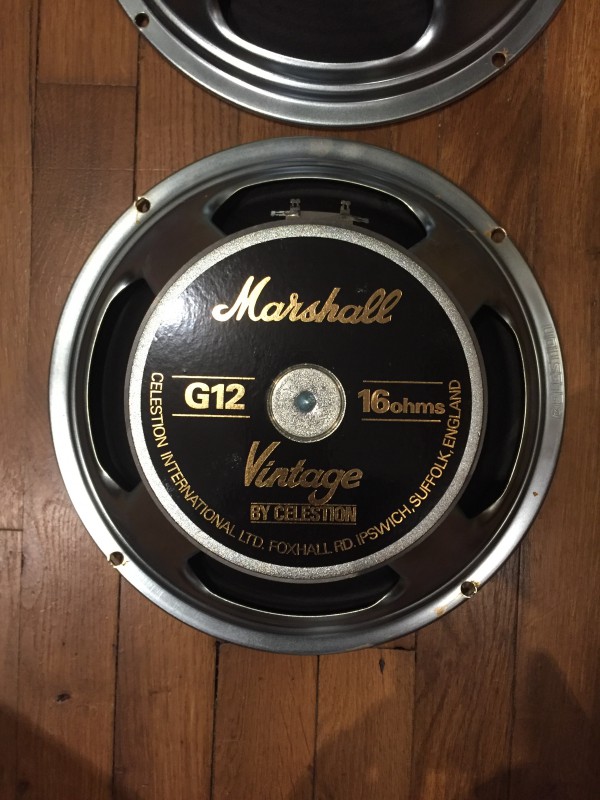 Marshall
G12
16ohms
Vintage
BY CELESTION
CELESTION INTERNATIONAL LTD. FOXHALL RD. IPSWICH, SUFFOLK, ENGLAND